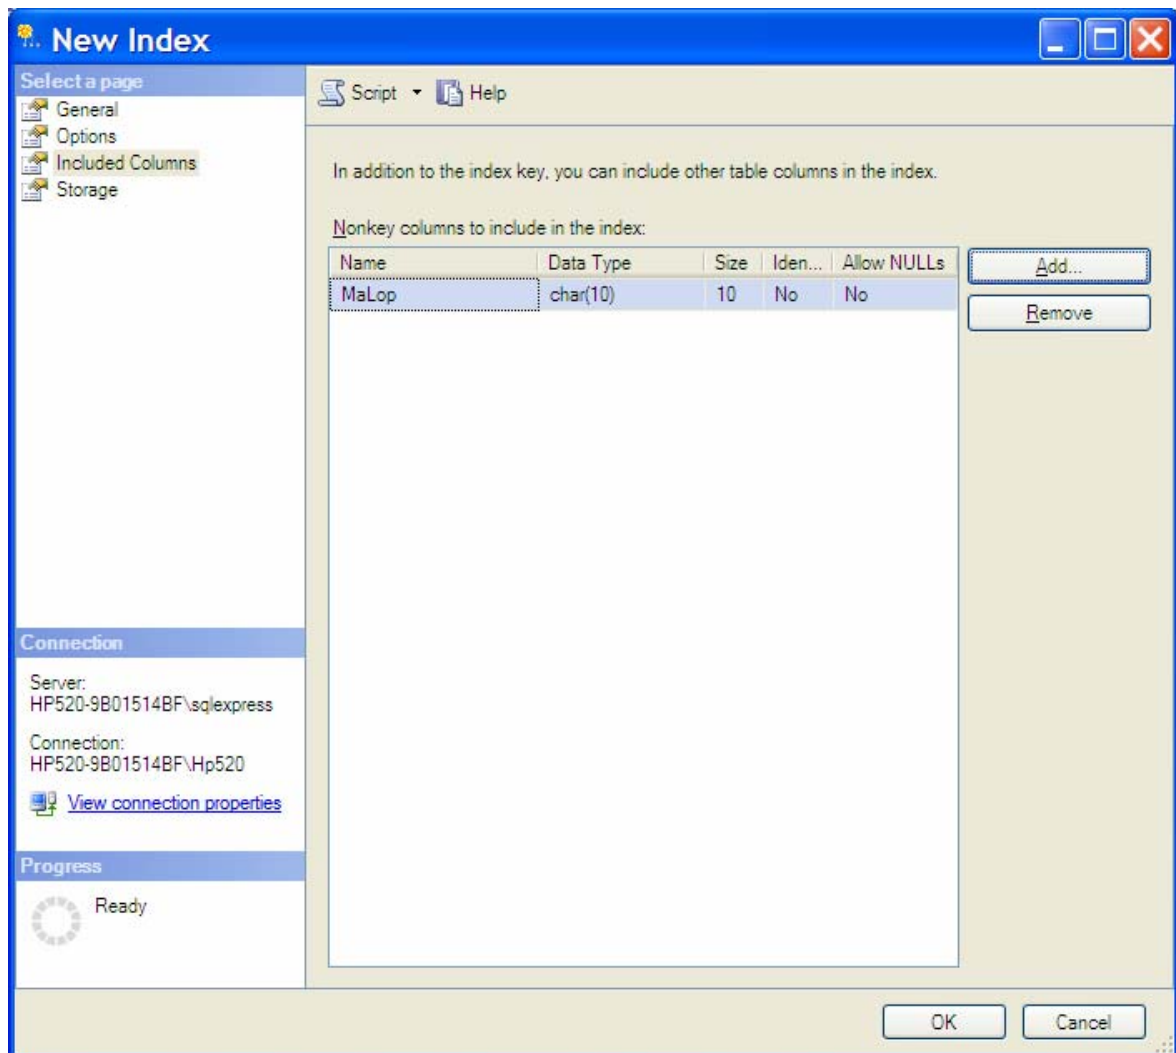 New Index
Select a page
General
Options
Included Columns
Storage
Script Help
In addition to the index key, you can include other table columns in the index.
Nonkey columns to include in the index:
Name Data Type Size Iden... Allow NULLs
MaLop char(10) 10 No No
Add...
Remove
Connection
Server:
HP520-9B01514BF\sqlexpress
Connection:
HP520-9B01514BF\Hp520
View connection properties
Progress
Ready
OK Cancel